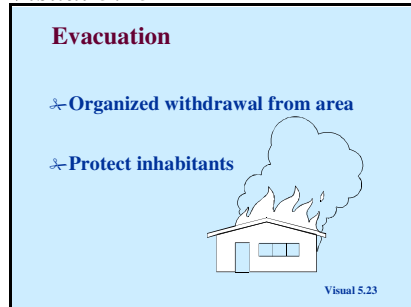 Evacuation
Organized withdrawal from area
Protect inhabitants
Visual 5.23